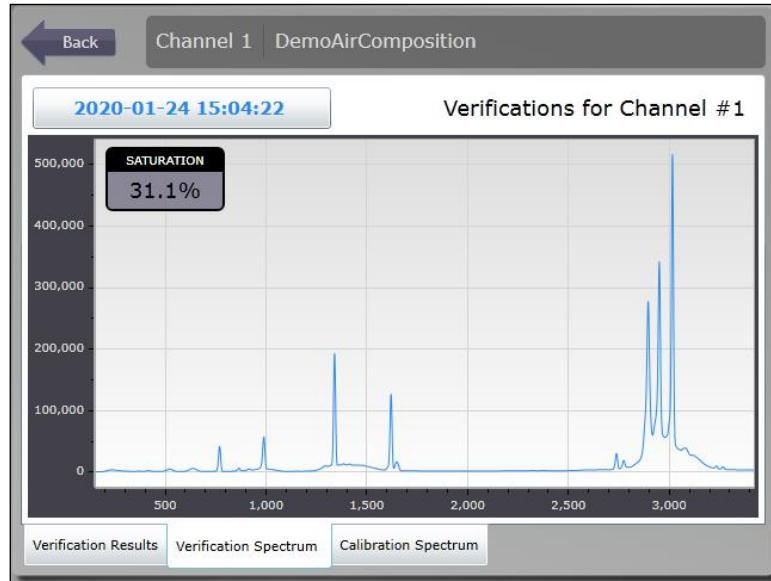 Back
Channel 1 DemoAirComposition
2020-01-24 15:04:22
Verifications for Channel #1
500,000
SATURATION
31.1%
400,000
300,000
200,000
100,000
0
500 1,000 1,500 2,000 2,500 3,000
Verification Results Verification Spectrum Calibration Spectrum